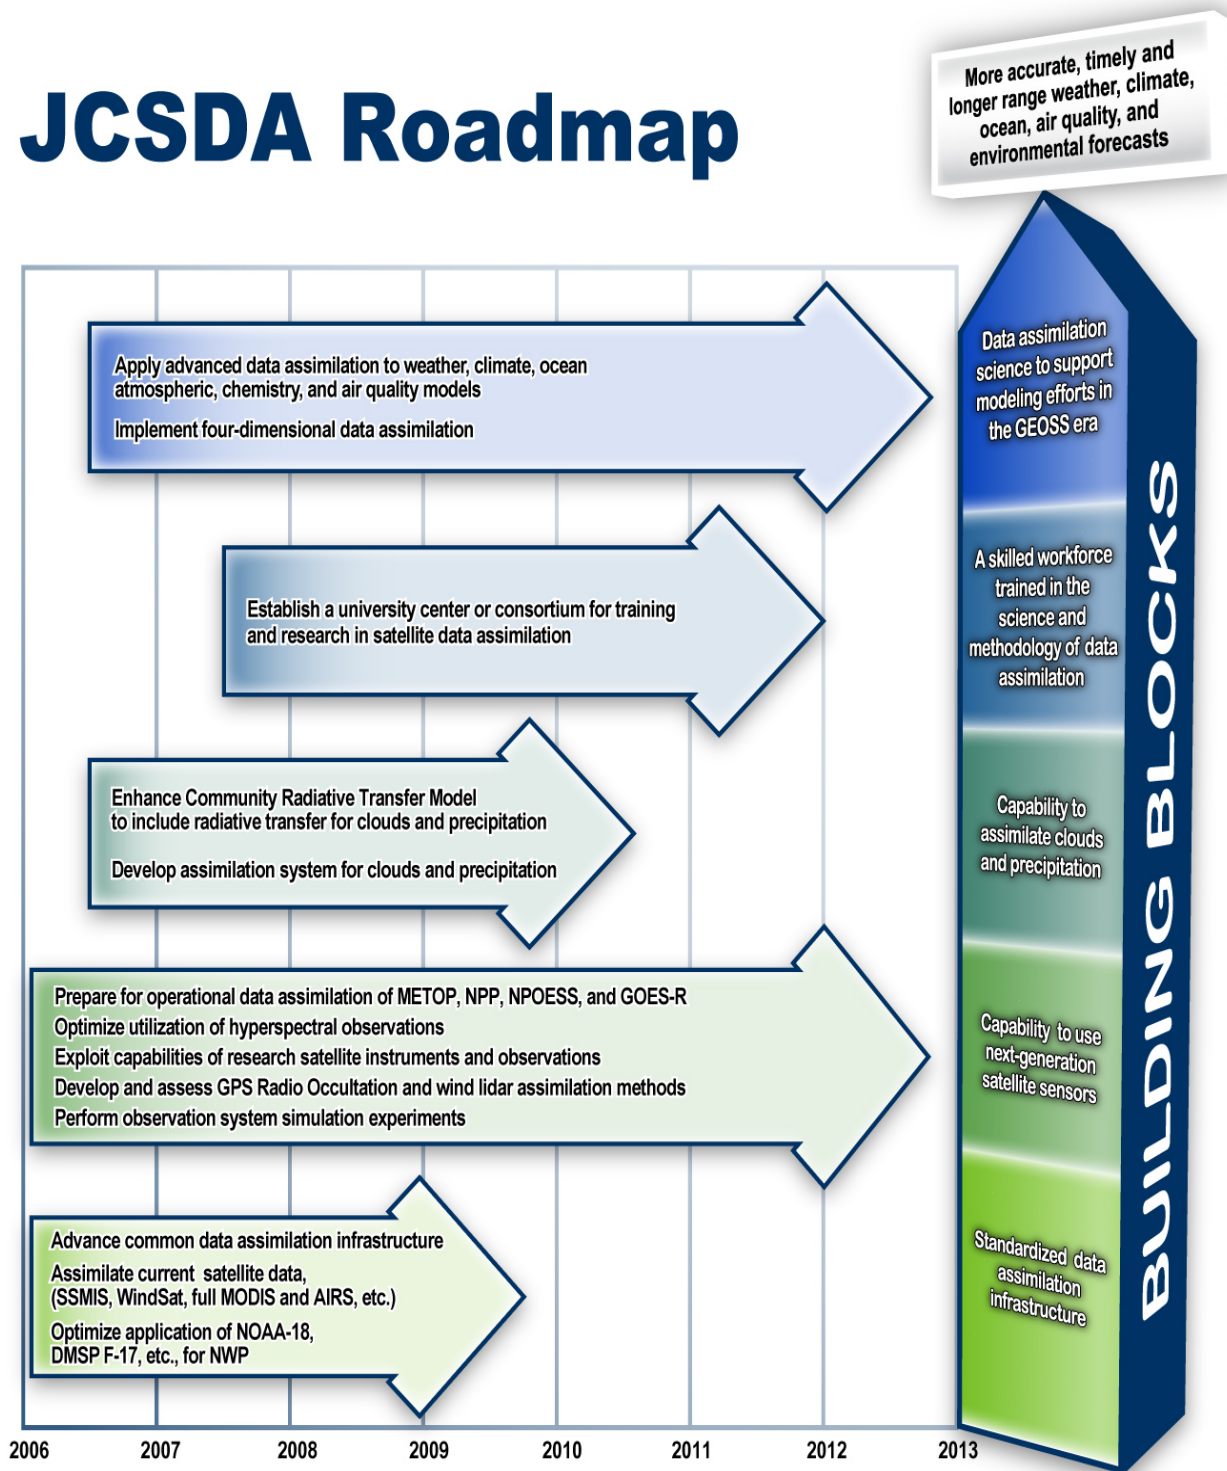 JCSDA Roadmap
More accurate, timely and
longer range weather, climate,
ocean, air quality, and
environmental forecasts
Apply advanced data assimilation to weather, climate, ocean
atmospheric, chemistry, and air quality models
Implement four-dimensional data assimilation
Data assimilation
science to support
modeling efforts in
the GEOSS era
Establish a university center or consortium for training
and research in satellite data assimilation
A skilled workforce
trained in the
science and
methodology of data
assimilation
Enhance Community Radiative Transfer Model
to include radiative transfer for clouds and precipitation
Develop assimilation system for clouds and precipitation
Capability to
assimilate clouds
and precipitation
Prepare for operational data assimilation of METOP, NPP, NPOESS, and GOES-R
Optimize utilization of hyperspectral observations
Exploit capabilities of research satellite instruments and observations
Develop and assess GPS Radio Occultation and wind lidar assimilation methods
Perform observation system simulation experiments
Capability to use
next-generation
satellite sensors
Advance common data assimilation infrastructure
Assimilate current satellite data,
(SSMIS, WindSat, full MODIS and AIRS, etc.)
Optimize application of NOAA-18,
DMSP F-17, etc., for NWP
Standardized data
assimilation
infrastructure
BUILDING BLOCKS
2006 2007 2008 2009 2010 2011 2012 2013